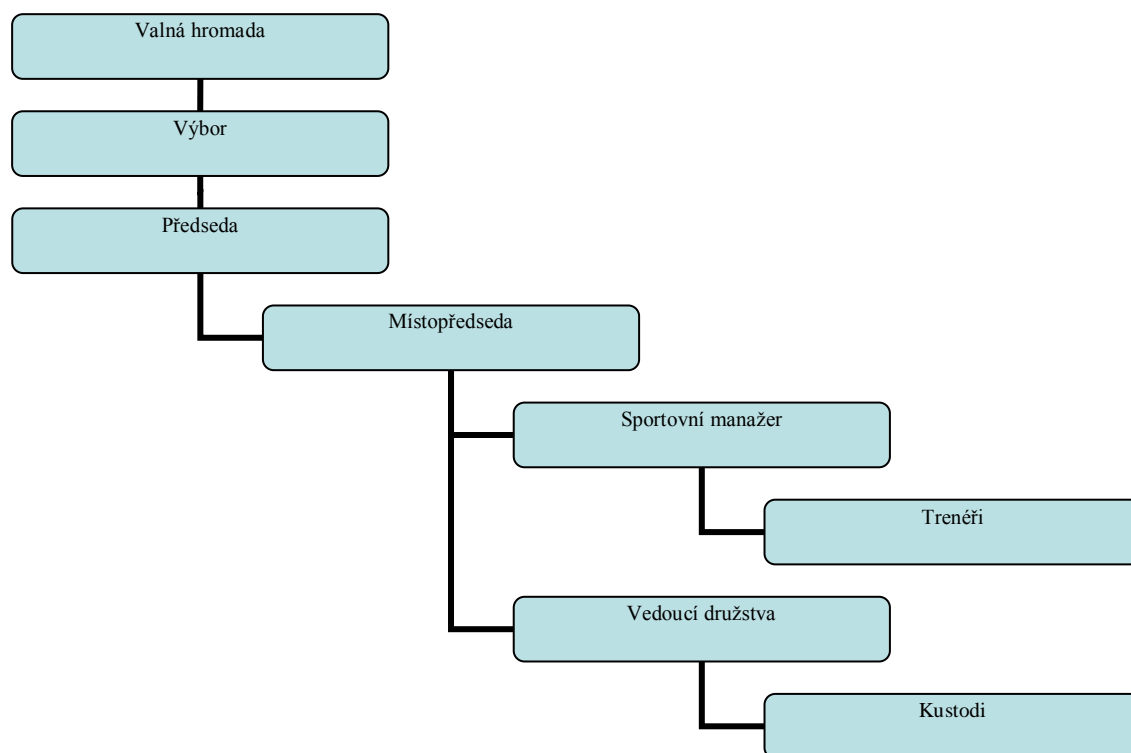 Valná hromada
Výbor
Předseda
Místopředseda
Sportovní manažer
Trenéři
Vedoucí družstva
Kustodi